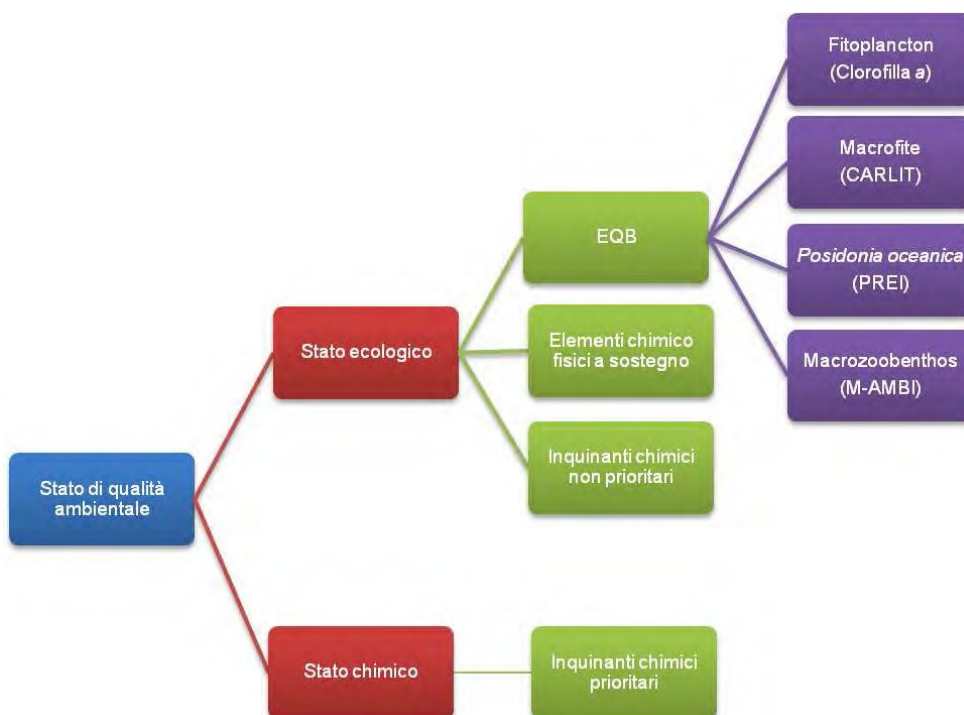 Fitoplancton
(Clorofilla a)
Macrofite
(CARLIT)
EQB
Posidonia oceanica
(PREI)
Stato ecologico
Elementi chimico
fisici a sostegno
Macrozoobenthos
(M-AMBI)
Inquinanti chimici
non prioritari
Stato di qualità
ambientale
Stato chimico
Inquinanti chimici
prioritari